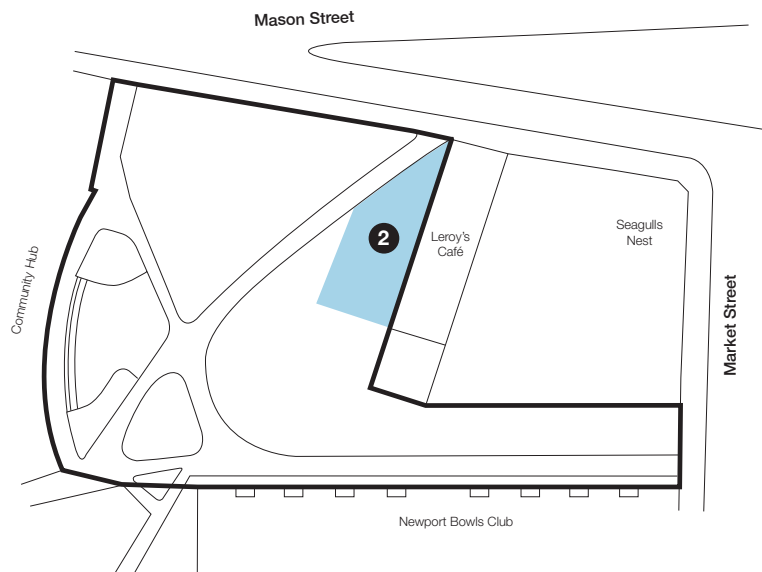 Mason Street
2
Leroy's
Café
Seagulls
Nest
Community Hub
Market Street
Newport Bowls Club